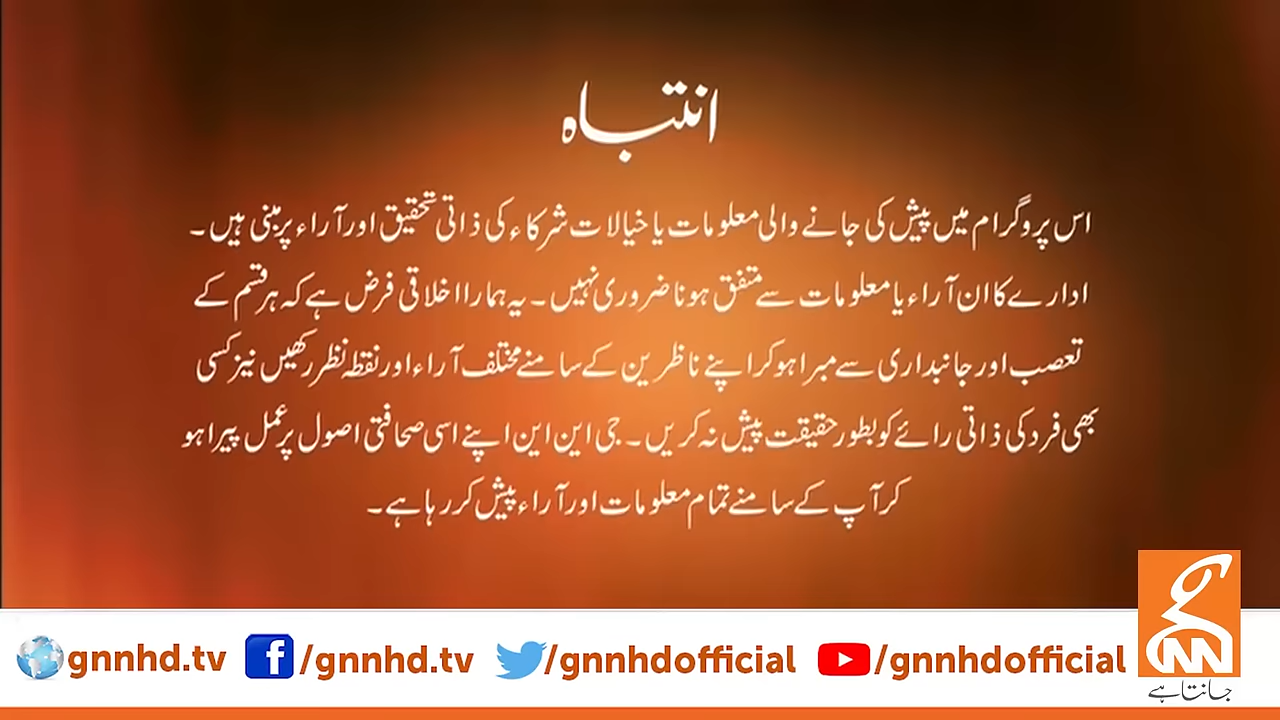 انتباہ
اس پروگرام میں پیش کی جانے والی معلومات یا خیالات شرکاء کی ذاتی تحقیق اور آراء پر مبنی ہیں۔
ادارے کا ان آراء یا معلومات سے متفق ہونا ضروری نہیں۔ یہ ہمارا اخلاقی فرض ہے کہ ہر قسم کے
تعصب اور جانبداری سے مبرا ہو کر اپنے ناظرین کے سامنے مختلف آراء اور نقطہ نظر رکھیں نیز کسی
بھی فرد کی ذاتی رائے کو بطور حقیقت پیش نہ کریں۔ جی این این اپنے اسی صحافتی اصول پر عمل پیرا ہو
کر آپ کے سامنے تمام معلومات اور آراء پیش کر رہا ہے۔
gnnhd.tv /gnnhd.tv /gnnhdofficial /gnnhdofficial
GNN
جانتا ہے